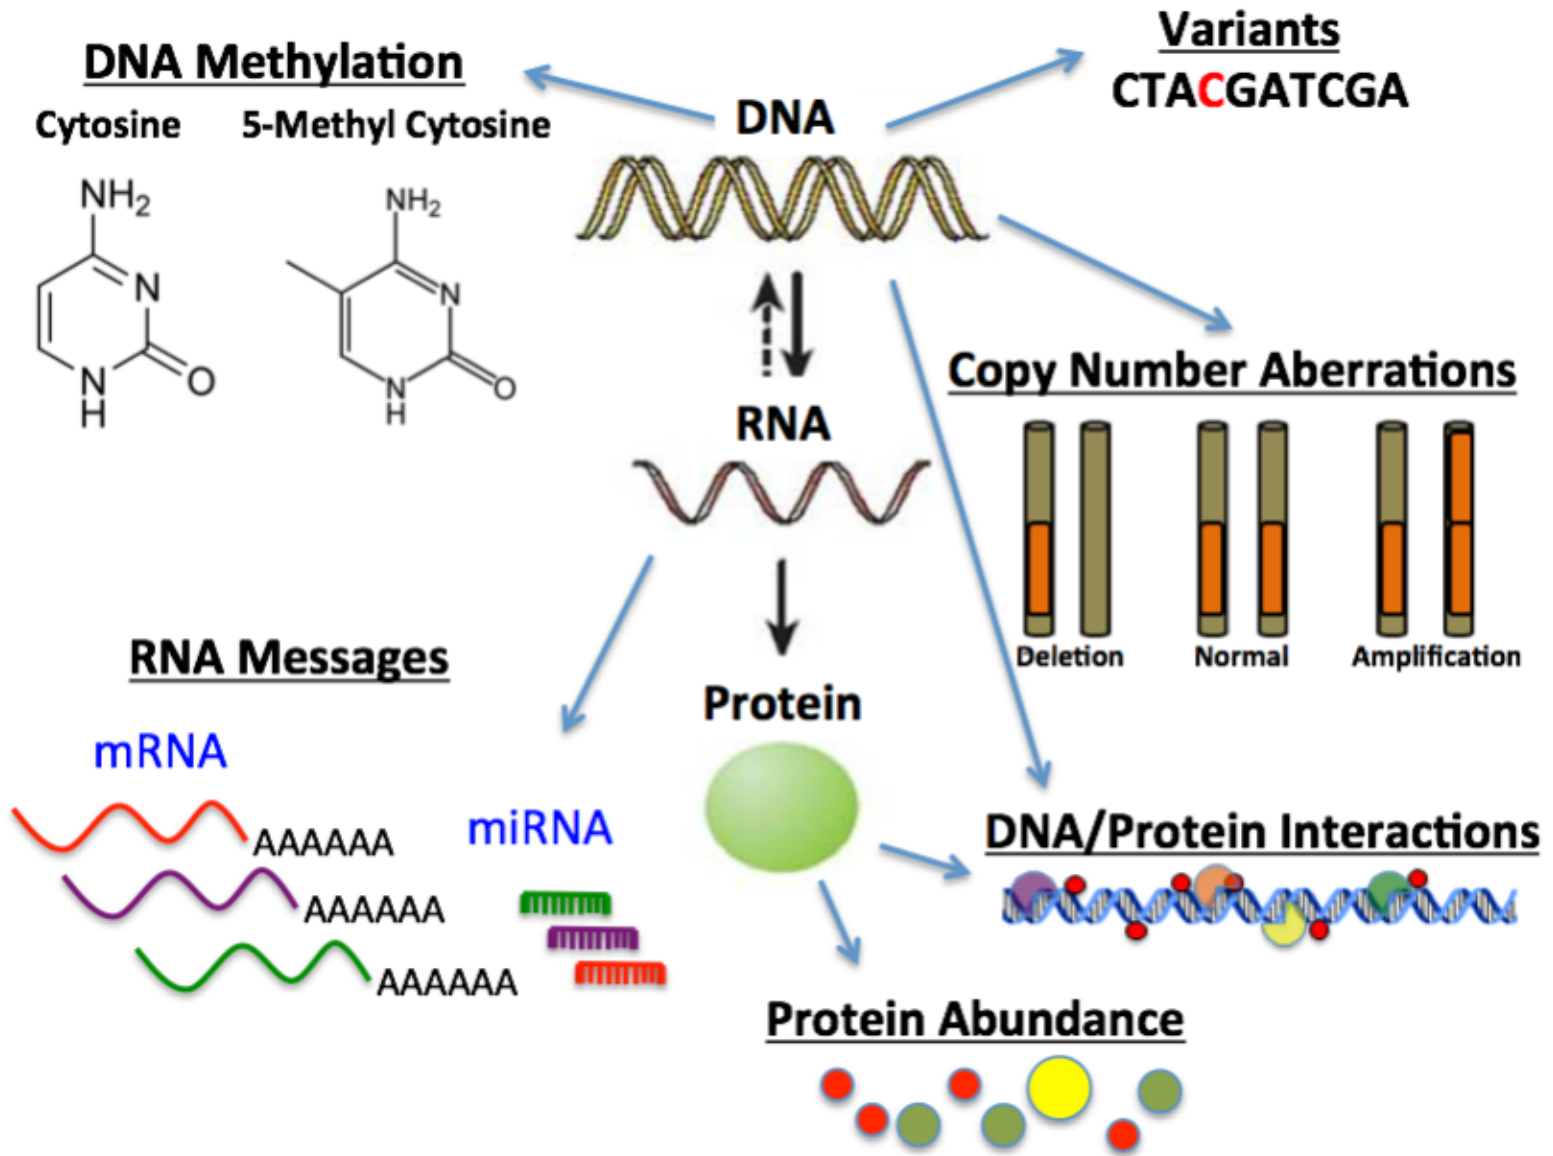 DNA Methylation
Cytosine
5-Methyl Cytosine
NH2
N
N
H
O
NH2
N
N
H
O
DNA
Variants
CTACGATCGA
RNA
Copy Number Aberrations
Deletion
Normal
Amplification
RNA Messages
mRNA
AAAAAA
AAAAAA
AAAAAA
miRNA
Protein
DNA/Protein Interactions
Protein Abundance